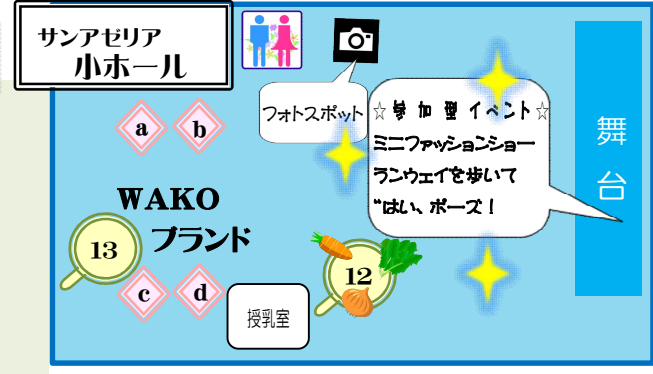 サンアゼリア
小ホール
フォトスポット
☆参加型イベント☆
ミニファッションショー
ランウェイを歩いて
“はい、ポーズ！
舞台
a
b
WAKO
ブランド
13
12
c
d
授乳室